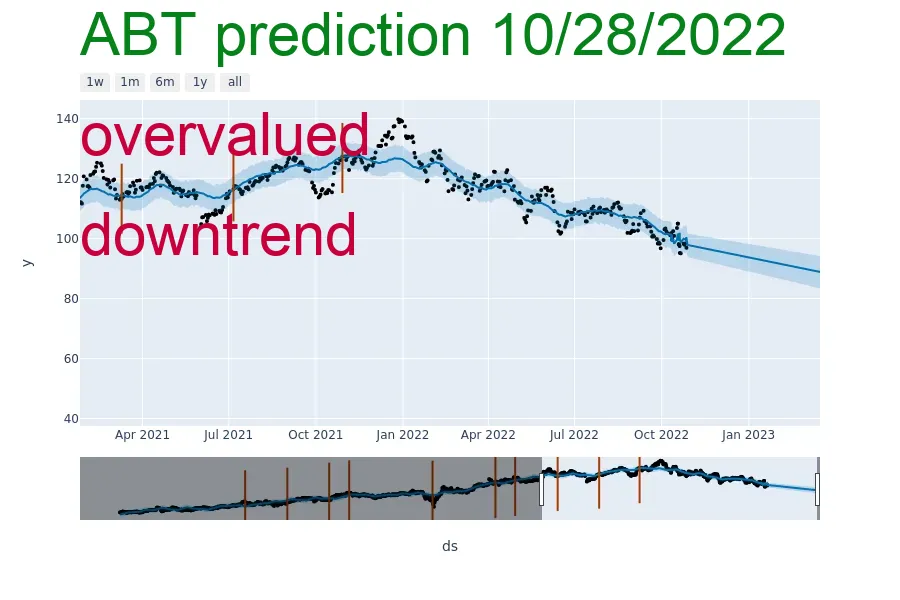 ABT prediction 10/28/2022
1w 1m 6m 1y all
140
overvalued
120
downtrend
100
y
80
60
40
Apr 2021 Jul 2021 Oct 2021 Jan 2022 Apr 2022 Jul 2022 Oct 2022 Jan 2023
ds